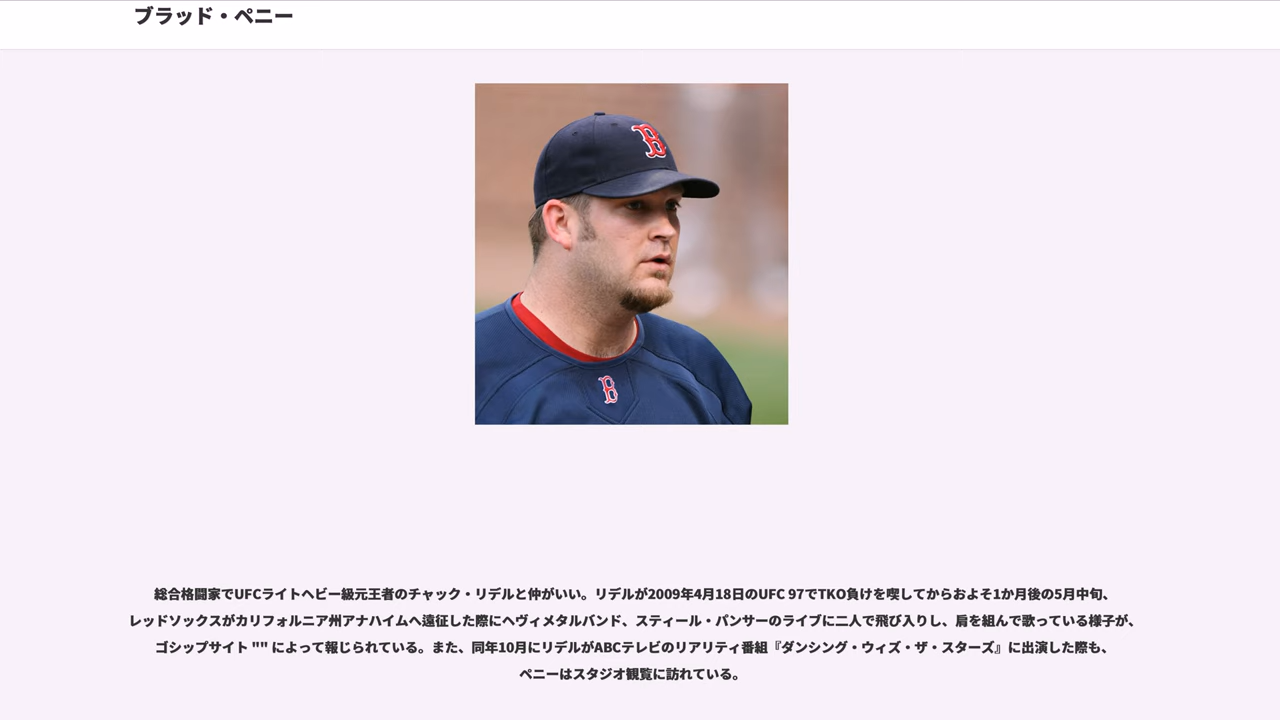 ブラッド・ペニー
B
B
総合格闘家でUFCライトヘビー級元王者のチャック・リデルと仲がいい。リデルが2009年4月18日のUFC 97でTKO負けを喫してからおよそ1か月後の5月中旬、
レッドソックスがカリフォルニア州アナハイムへ遠征した際にヘヴィメタルバンド、スティール・パンサーのライブに二人で飛び入りし、肩を組んで歌っている様子が、
ゴシップサイト "" によって報じられている。また、同年10月にリデルがABCテレビのリアリティ番組『ダンシング・ウィズ・ザ・スターズ』に出演した際も、
ペニーはスタジオ観覧に訪れている。